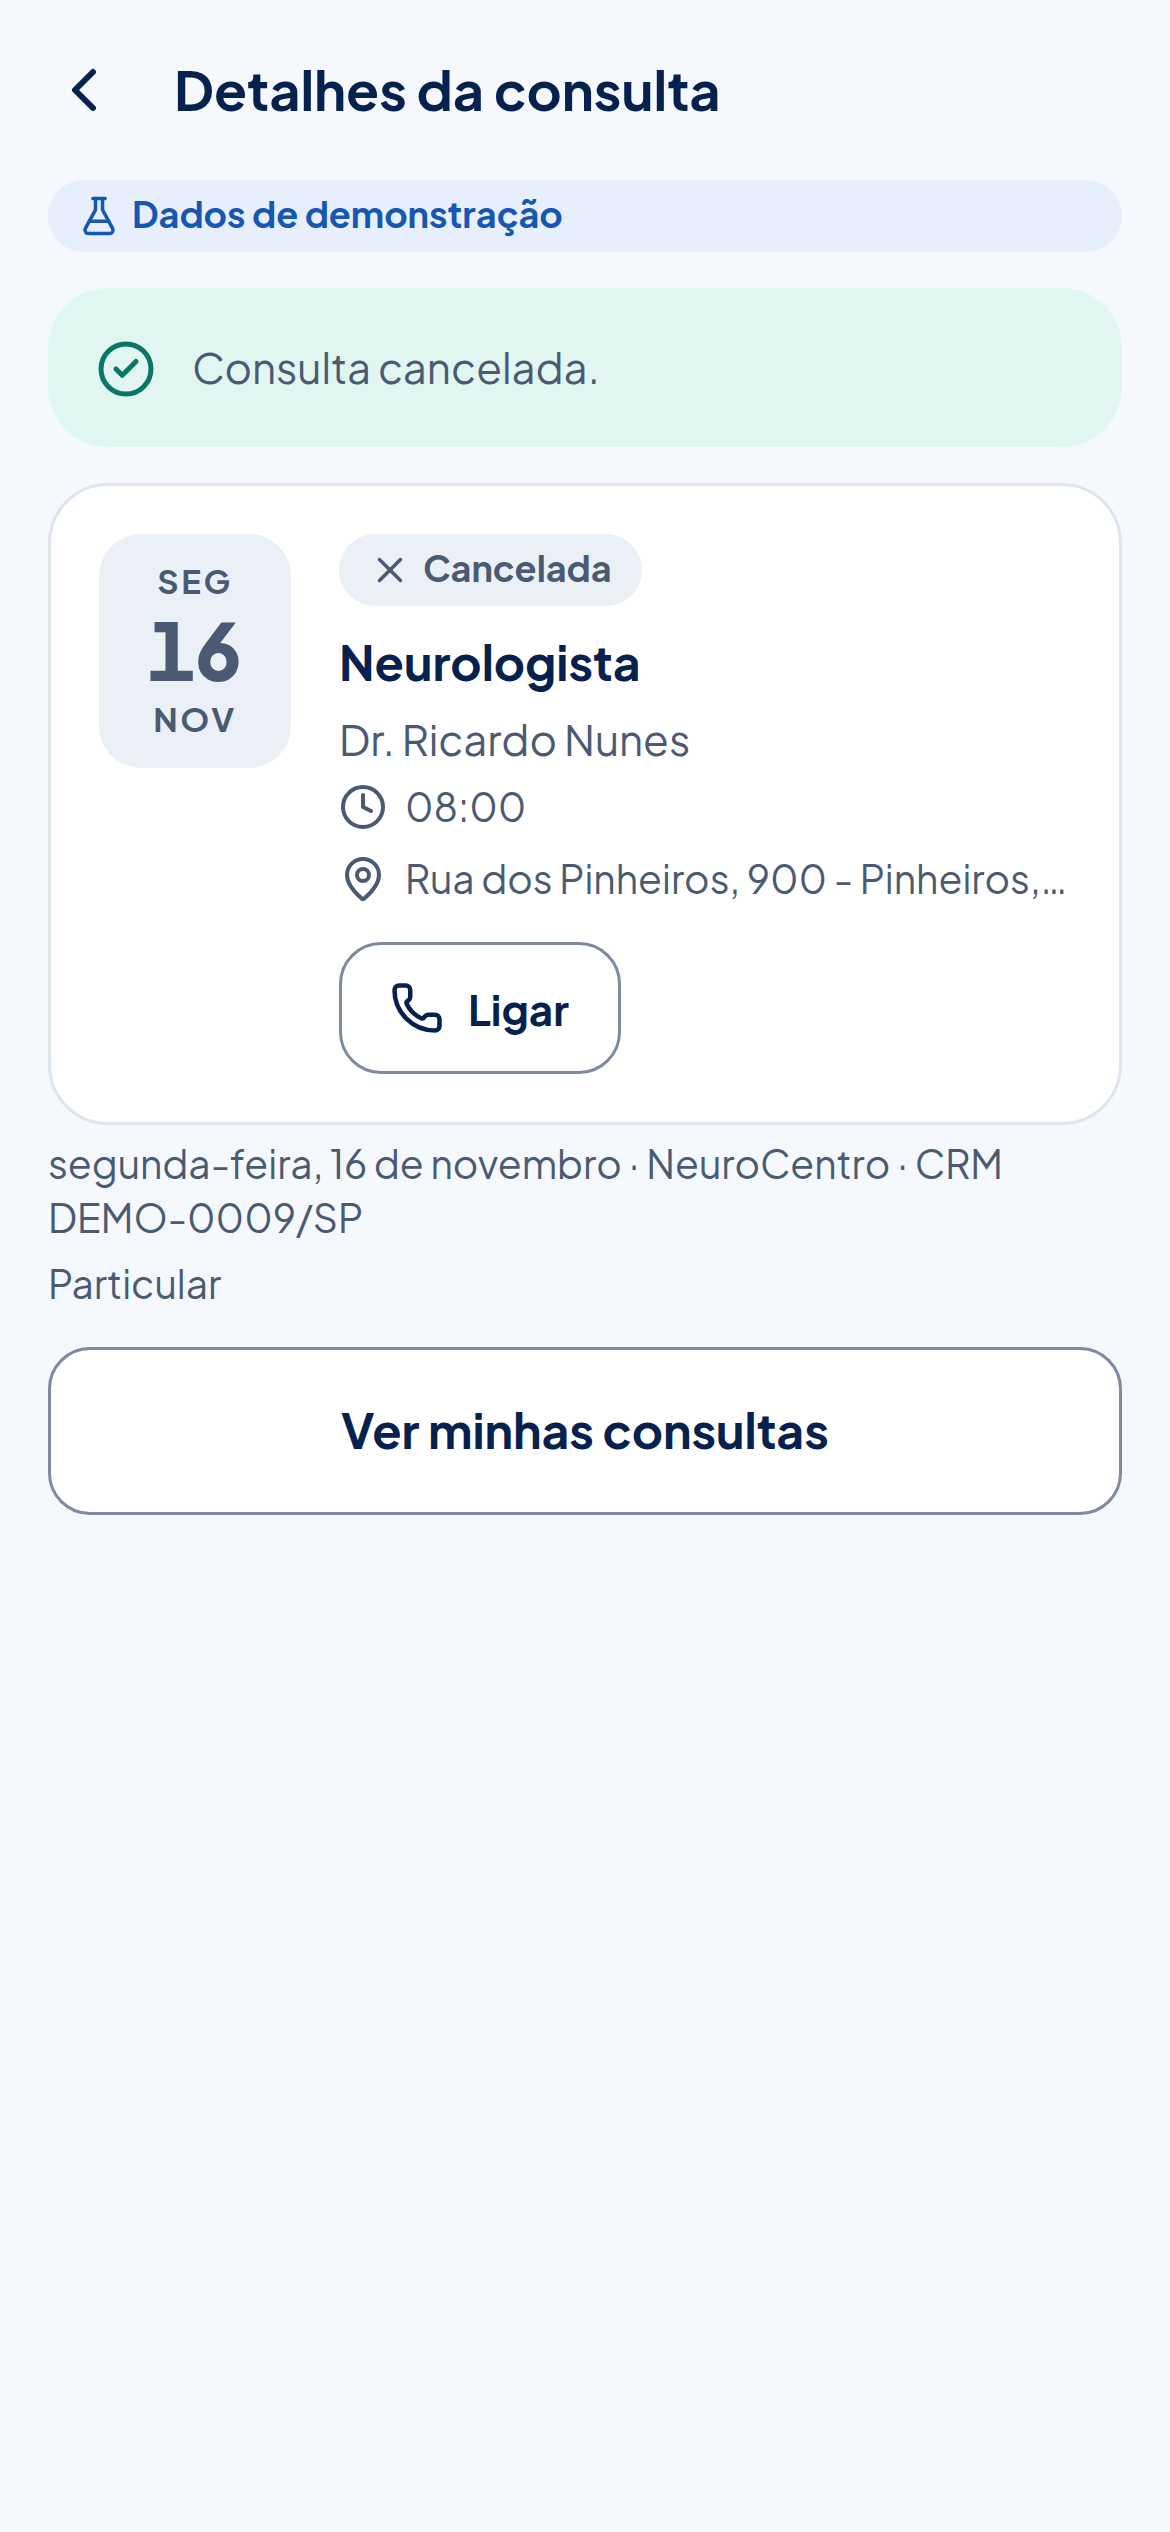 Detalhes da consulta
Dados de demonstração
Consulta cancelada.
SEG
16
NOV
Cancelada
Neurologista
Dr. Ricardo Nunes
08:00
Rua dos Pinheiros, 900 - Pinheiros,...
Ligar
segunda-feira, 16 de novembro · NeuroCentro · CRM
DEMO-0009/SP
Particular
Ver minhas consultas